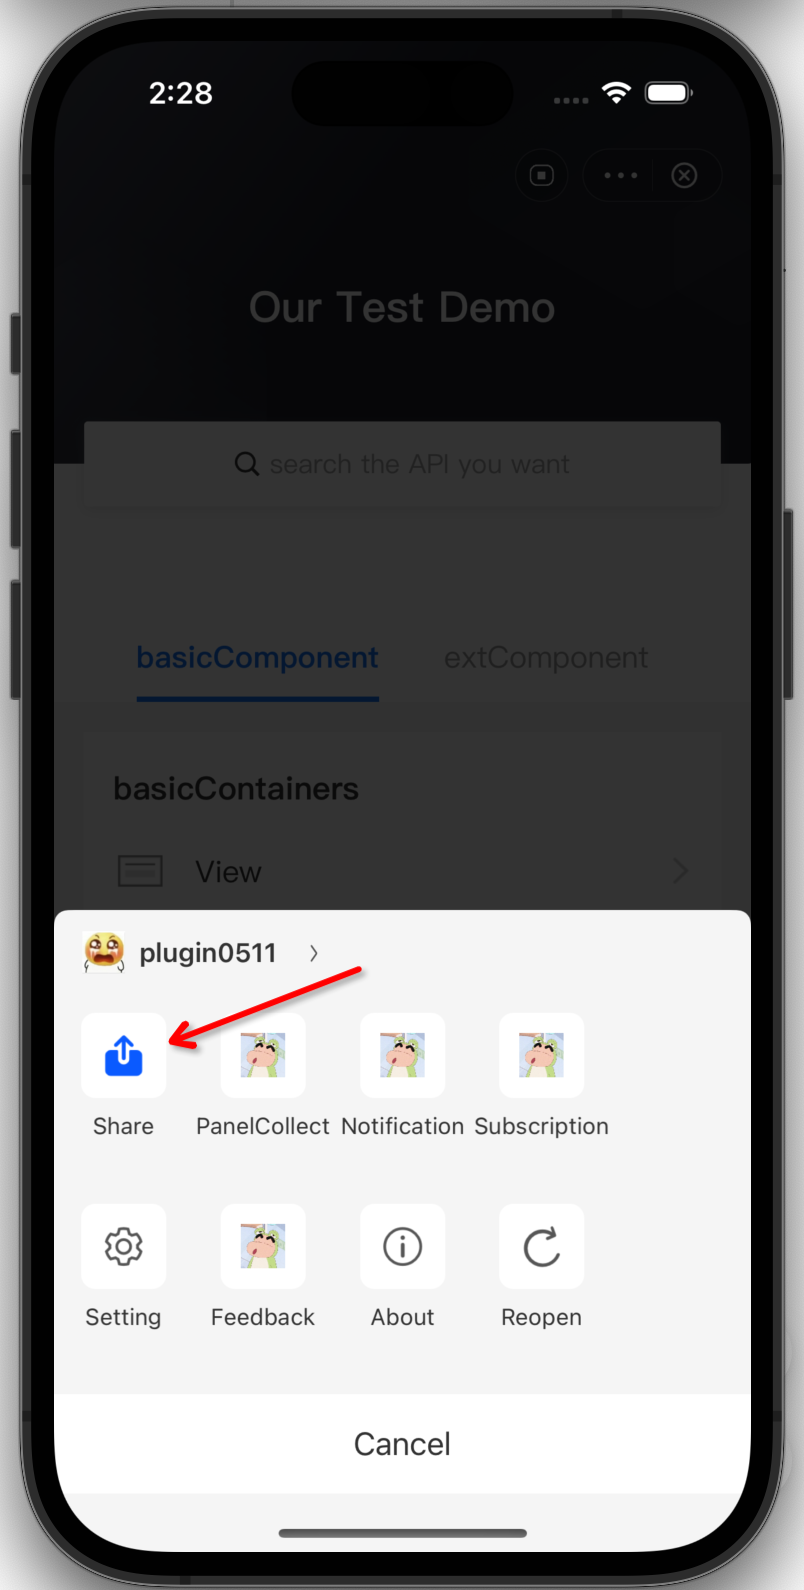 2:28
Our Test Demo
search the API you want
basicComponent extComponent
basicContainers
View
plugin0511
Share PanelCollect Notification Subscription
Setting Feedback About Reopen
Cancel